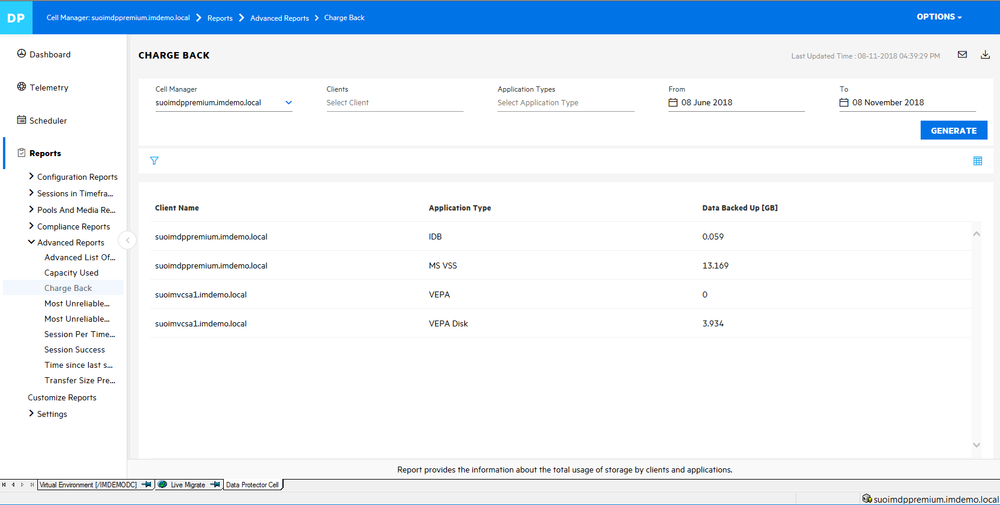 DP
Cell Manager: suoimdppremium.imdemo.local
Reports
Advanced Reports
Charge Back
OPTIONS
Dashboard
Telemetry
Scheduler
Reports
Configuration Reports
Sessions in Timefra...
Pools And Media Re...
Compliance Reports
Advanced Reports
Advanced List Of...
Capacity Used
Charge Back
Most Unreliable...
Most Unreliable...
Session Per Time...
Session Success
Time since last s...
Transfer Size Pre...
Customize Reports
Settings
CHARGE BACK
Last Updated Time : 08-11-2018 04:39:29 PM
Cell Manager
suoimdppremium.imdemo.local
Clients
Select Client
Application Types
Select Application Type
From
08 June 2018
To
08 November 2018
GENERATE
Client Name Application Type Data Backed Up [GB]
suoimdppremium.imdemo.local IDB 0.059
suoimdppremium.imdemo.local MS VSS 13.169
suoimvcsa1.imdemo.local VEPA 0
suoimvcsa1.imdemo.local VEPA Disk 3.934
Report provides the information about the total usage of storage by clients and applications.
Virtual Environment [/IMDEMODC]
Live Migrate
Data Protector Cell
suoimdppremium.imdemo.local